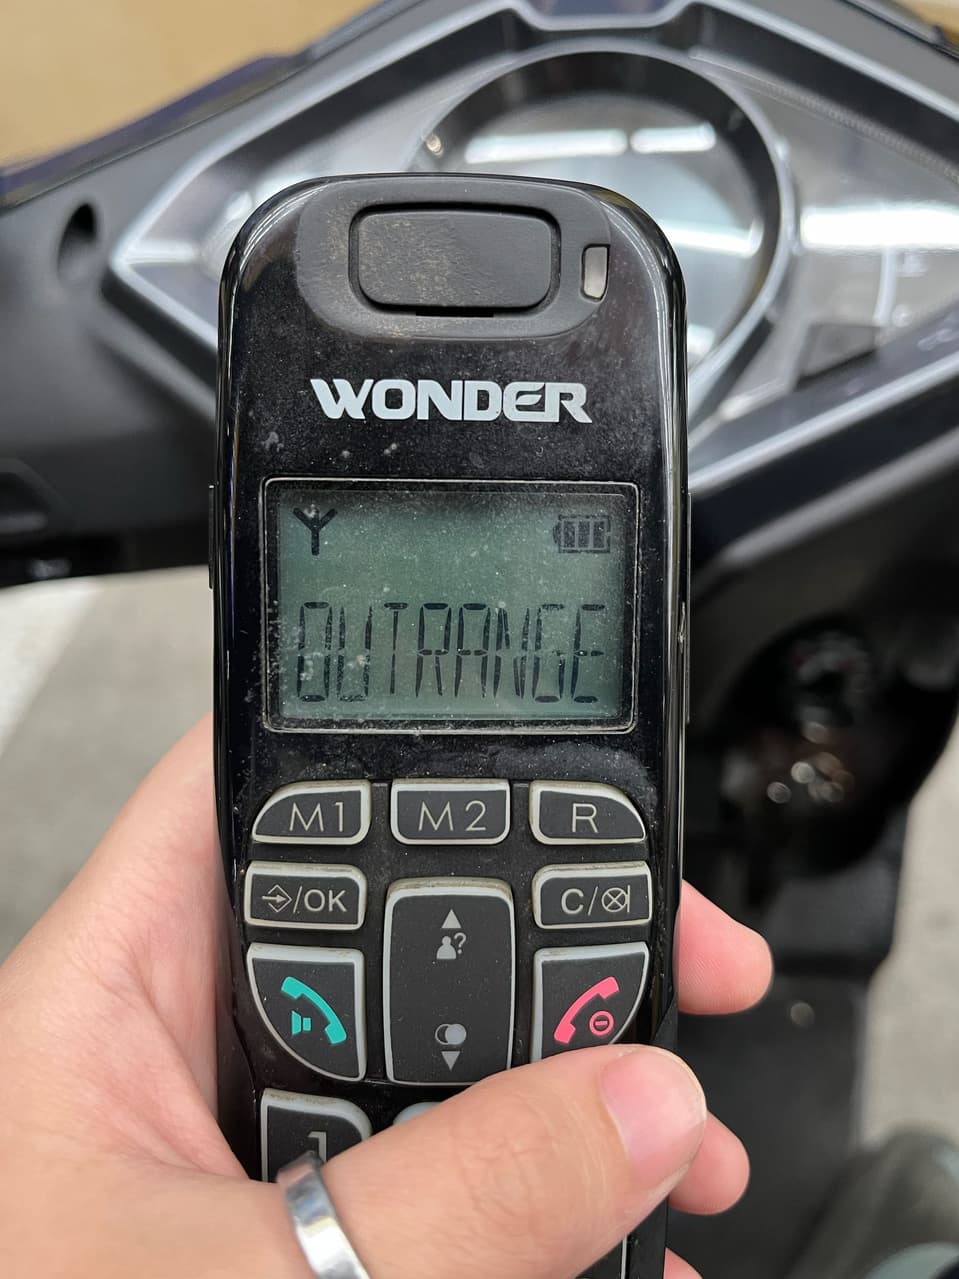 WONDER
OUTRANGE
M1 M2 R
/OK C/
?
1